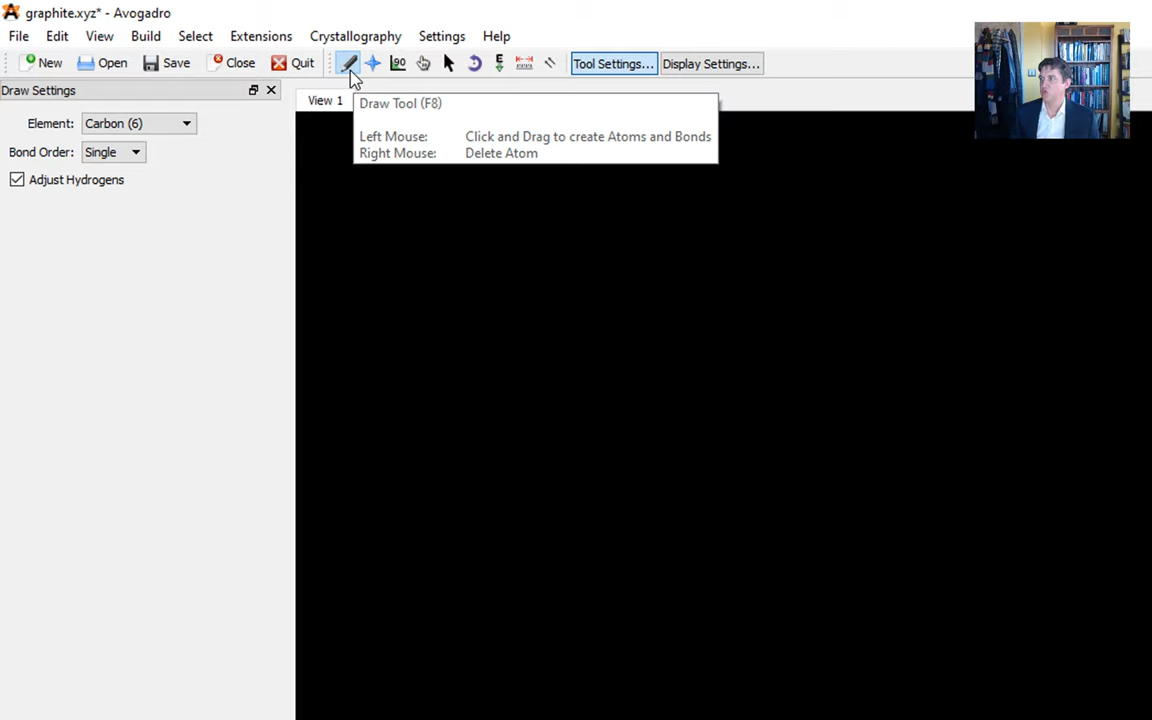 graphite.xyz* - Avogadro
File Edit View Build Select Extensions Crystallography Settings Help
New Open Save Close Quit 90 E Tool Settings... Display Settings...
Draw Settings
View 1
Draw Tool (F8)
Element: Carbon (6)
Left Mouse: Click and Drag to create Atoms and Bonds
Bond Order: Single
Right Mouse: Delete Atom
Adjust Hydrogens